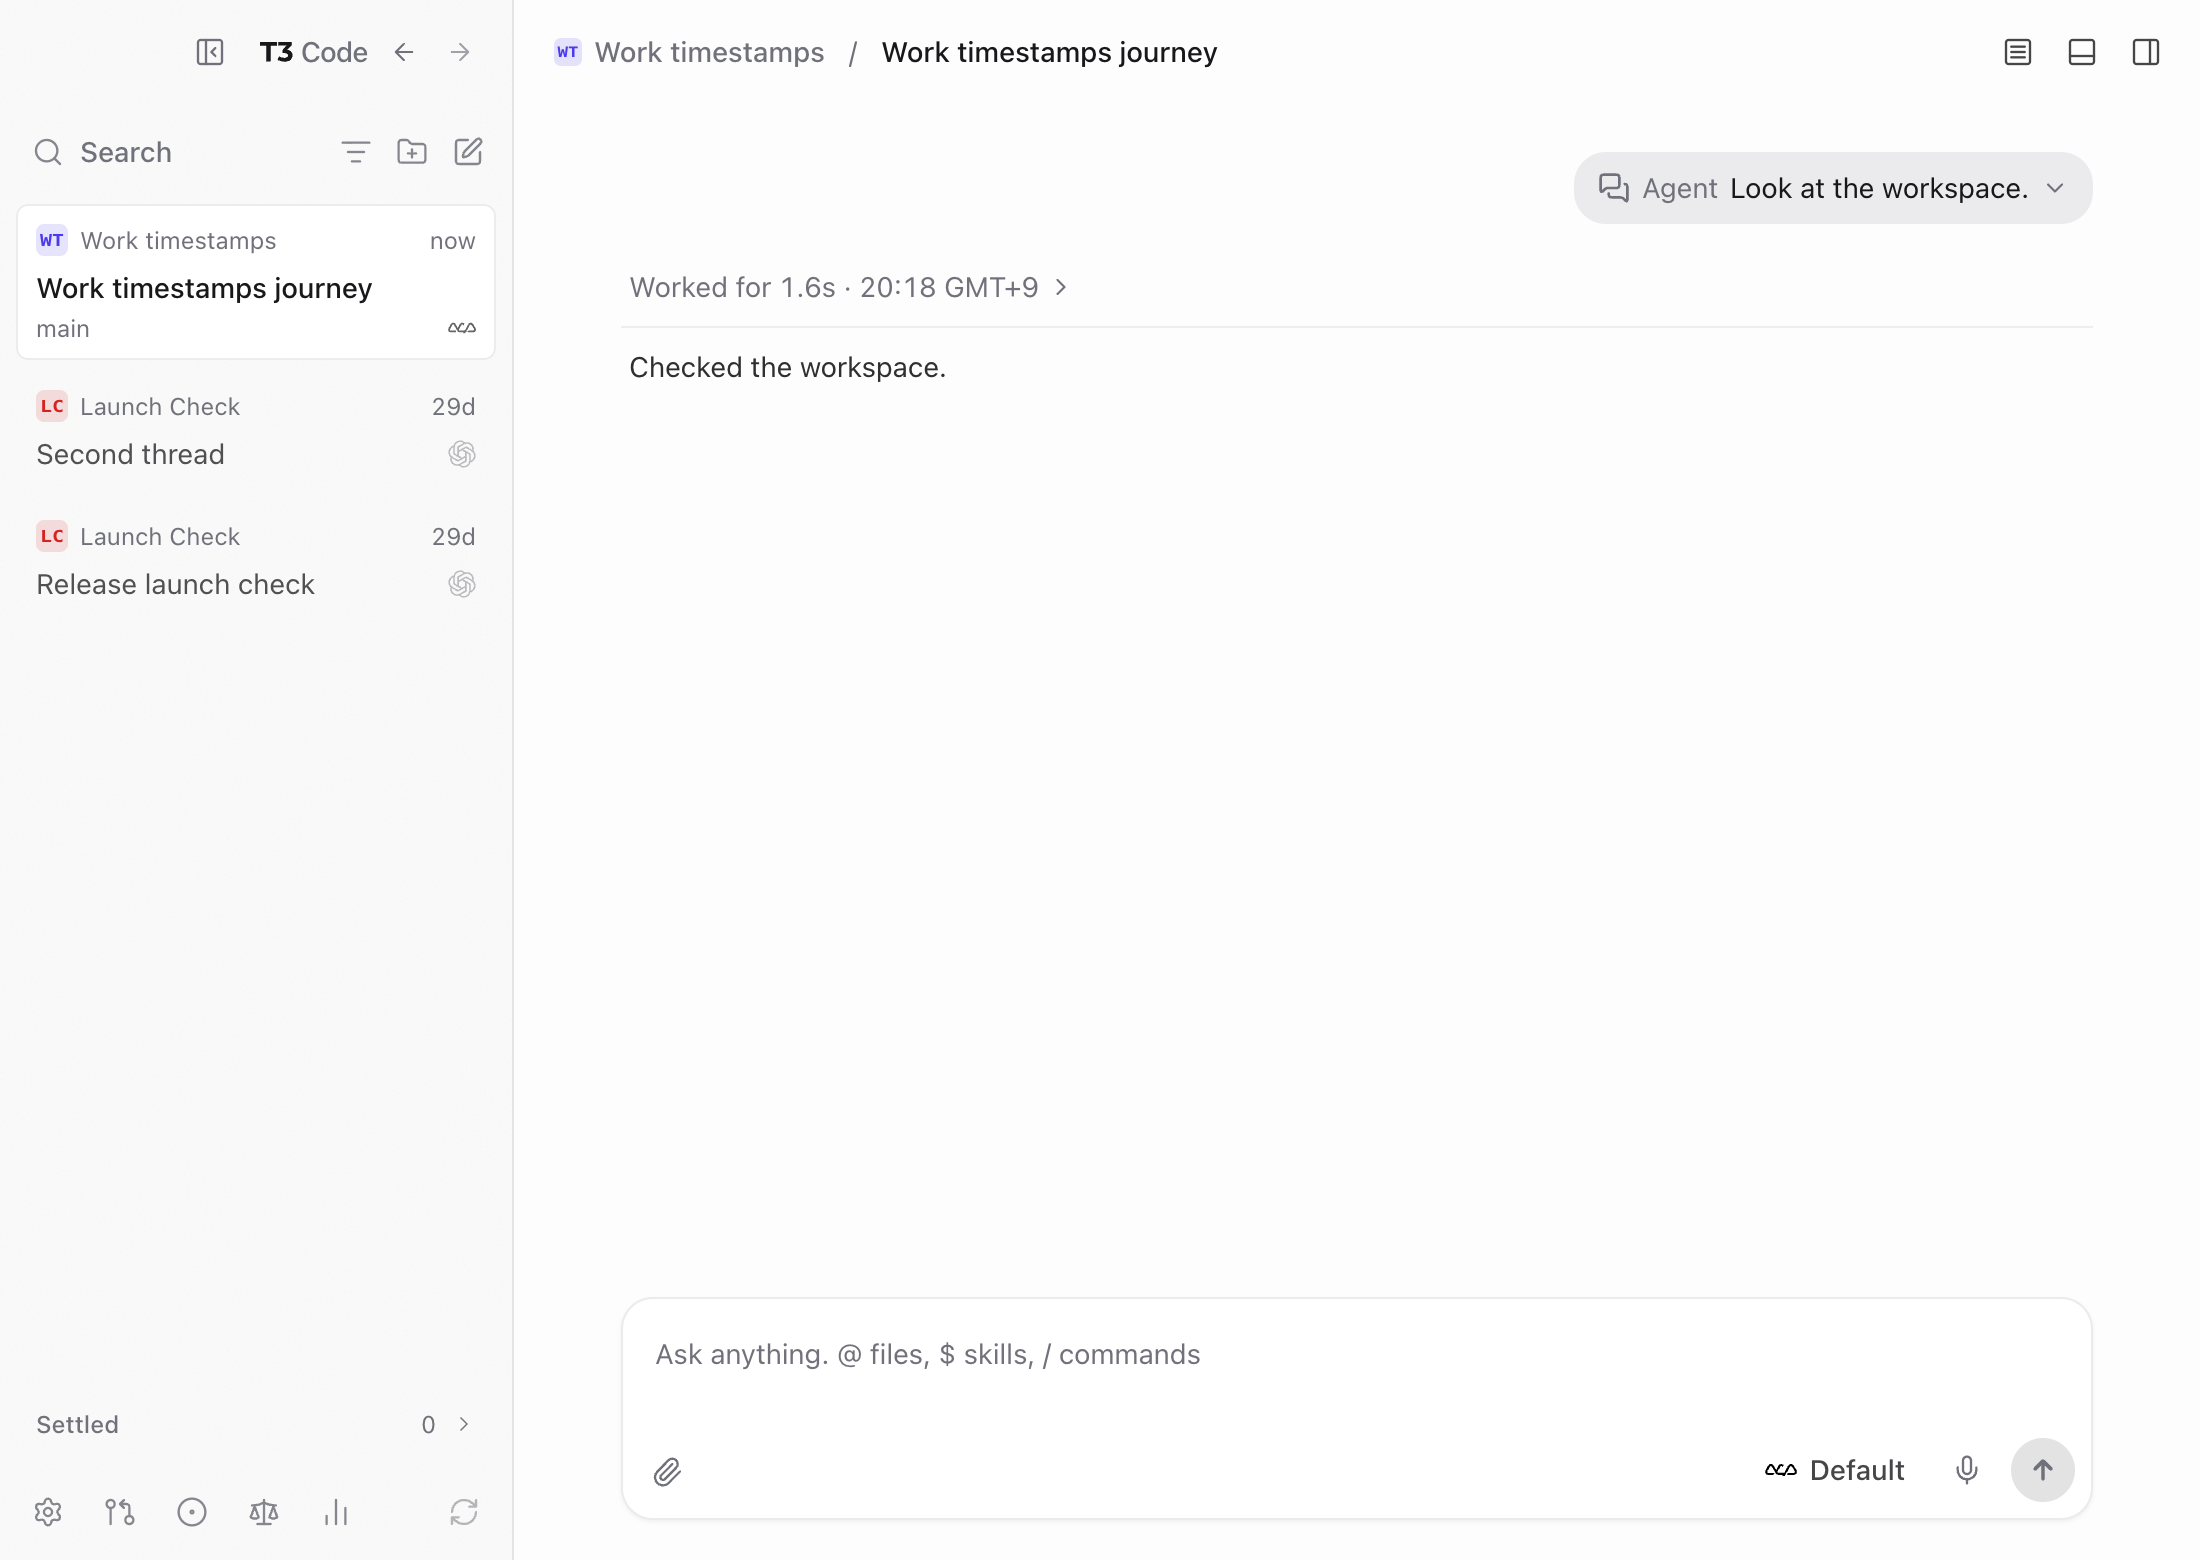 T3 Code
Search
WT Work timestamps now
Work timestamps journey
main
LC Launch Check 29d
Second thread
LC Launch Check 29d
Release launch check
Settled 0
WT Work timestamps / Work timestamps journey
Agent Look at the workspace.
Worked for 1.6s · 20:18 GMT+9
Checked the workspace.
Ask anything. @ files, $ skills, / commands
Default